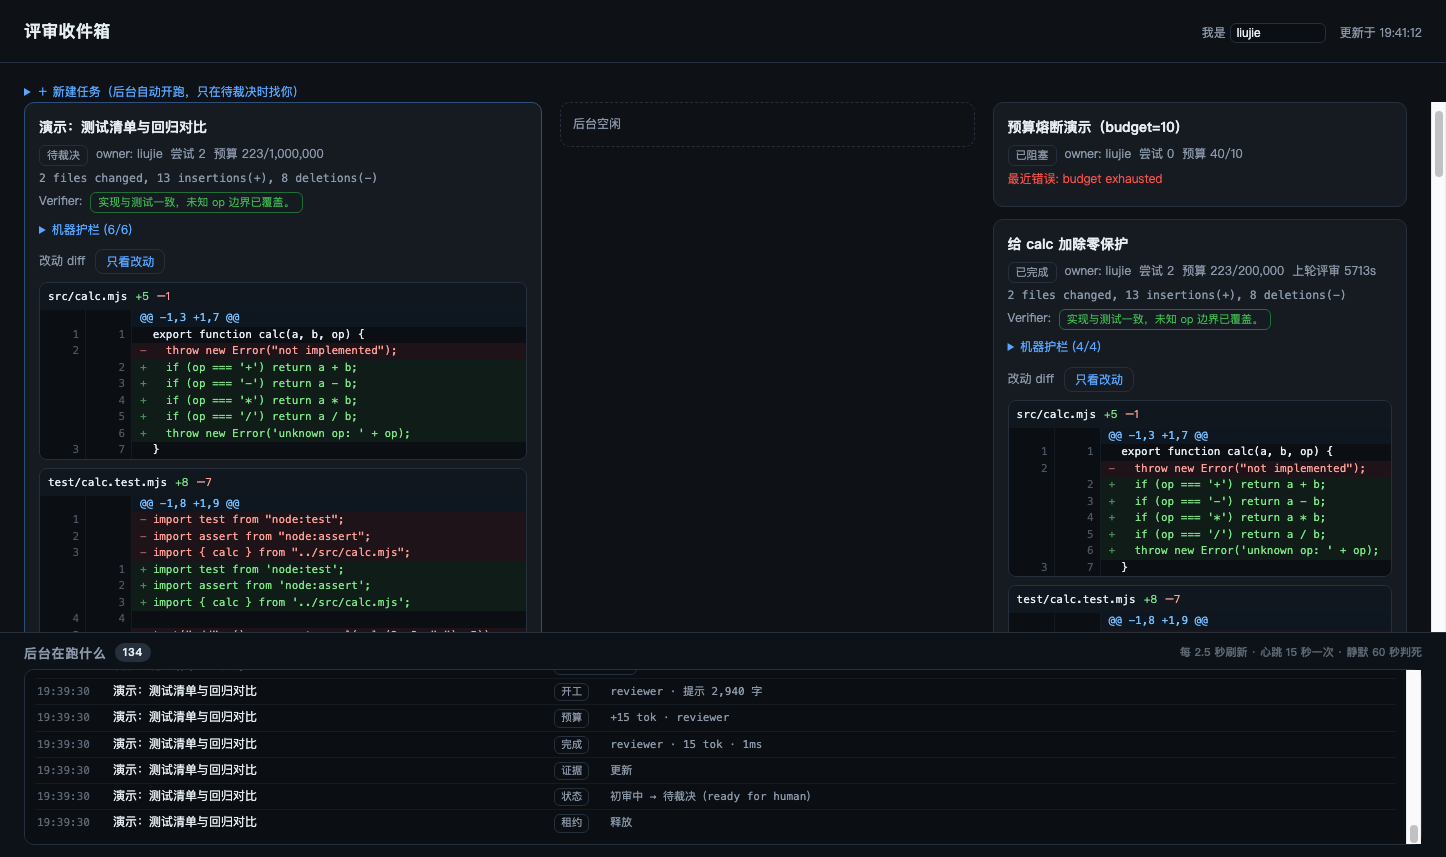 评审收件箱
我是 liujie 更新于 19:41:12
▶ + 新建任务（后台自动开跑，只在待裁决时找你）
演示：测试清单与回归对比
待裁决 owner: liujie 尝试 2 预算 223/1,000,000
2 files changed, 13 insertions(+), 8 deletions(-)
Verifier: 实现与测试一致，未知 op 边界已覆盖。
▶ 机器护栏 (6/6)
改动 diff 只看改动
src/calc.mjs +5 −1
@@ -1,3 +1,7 @@
1 1 export function calc(a, b, op) {
2 − throw new Error("not implemented");
2 + if (op === '+') return a + b;
3 + if (op === '-') return a - b;
4 + if (op === '*') return a * b;
5 + if (op === '/') return a / b;
6 + throw new Error('unknown op: ' + op);
3 7 }
test/calc.test.mjs +8 −7
@@ -1,8 +1,9 @@
1 − import test from "node:test";
2 − import assert from "node:assert";
3 − import { calc } from "../src/calc.mjs";
1 + import test from 'node:test';
2 + import assert from 'node:assert';
3 + import { calc } from '../src/calc.mjs';
4 4
后台空闲
预算熔断演示（budget=10）
已阻塞 owner: liujie 尝试 0 预算 40/10
最近错误: budget exhausted
给 calc 加除零保护
已完成 owner: liujie 尝试 2 预算 223/200,000 上轮评审 5713s
2 files changed, 13 insertions(+), 8 deletions(-)
Verifier: 实现与测试一致，未知 op 边界已覆盖。
▶ 机器护栏 (4/4)
改动 diff 只看改动
src/calc.mjs +5 −1
@@ -1,3 +1,7 @@
1 1 export function calc(a, b, op) {
2 − throw new Error("not implemented");
2 + if (op === '+') return a + b;
3 + if (op === '-') return a - b;
4 + if (op === '*') return a * b;
5 + if (op === '/') return a / b;
6 + throw new Error('unknown op: ' + op);
3 7 }
test/calc.test.mjs +8 −7
@@ -1,8 +1,9 @@
后台在跑什么 134 每 2.5 秒刷新 · 心跳 15 秒一次 · 静默 60 秒判死
19:39:30 演示：测试清单与回归对比 开工 reviewer · 提示 2,940 字
19:39:30 演示：测试清单与回归对比 预算 +15 tok · reviewer
19:39:30 演示：测试清单与回归对比 完成 reviewer · 15 tok · 1ms
19:39:30 演示：测试清单与回归对比 证据 更新
19:39:30 演示：测试清单与回归对比 状态 初审中 → 待裁决（ready for human）
19:39:30 演示：测试清单与回归对比 租约 释放